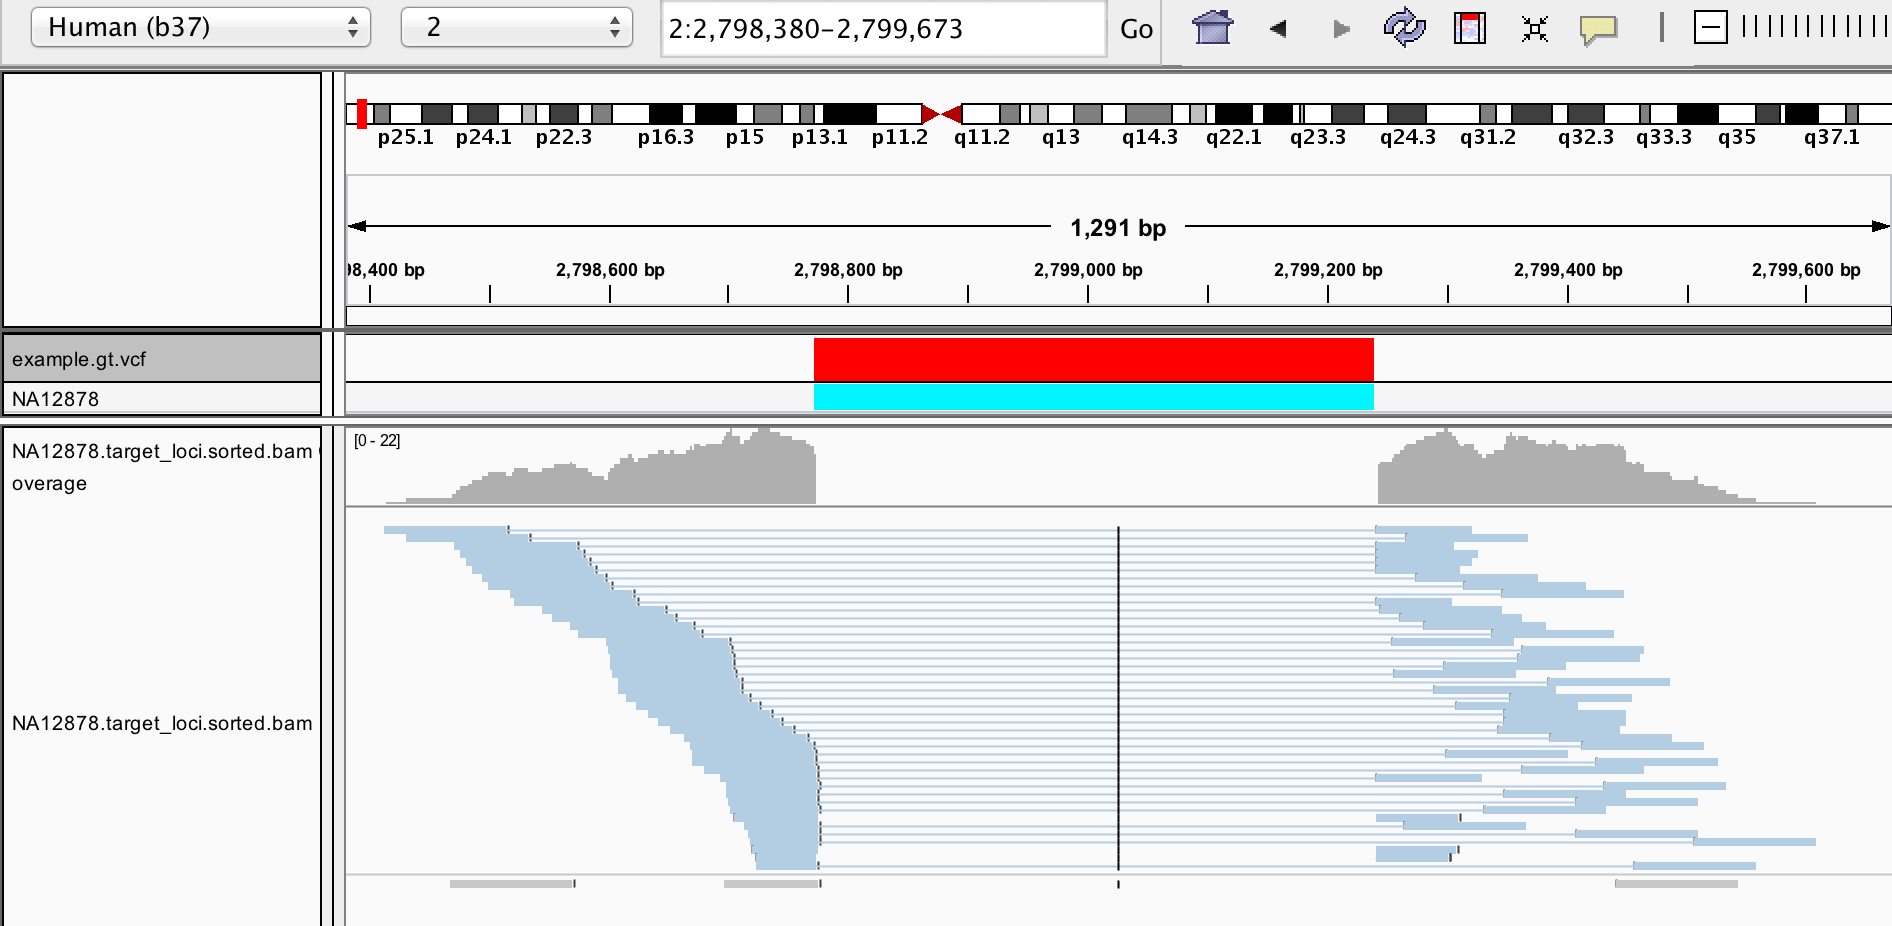 Human (b37) 2 2:2,798,380–2,799,673 Go
p25.1 p24.1 p22.3 p16.3 p15 p13.1 p11.2 q11.2 q13 q14.3 q22.1 q23.3 q24.3 q31.2 q32.3 q33.3 q35 q37.1
1,291 bp
98,400 bp 2,798,600 bp 2,798,800 bp 2,799,000 bp 2,799,200 bp 2,799,400 bp 2,799,600 bp
example.gt.vcf
NA12878
[0 - 22]
NA12878.target_loci.sorted.bam
overage
NA12878.target_loci.sorted.bam